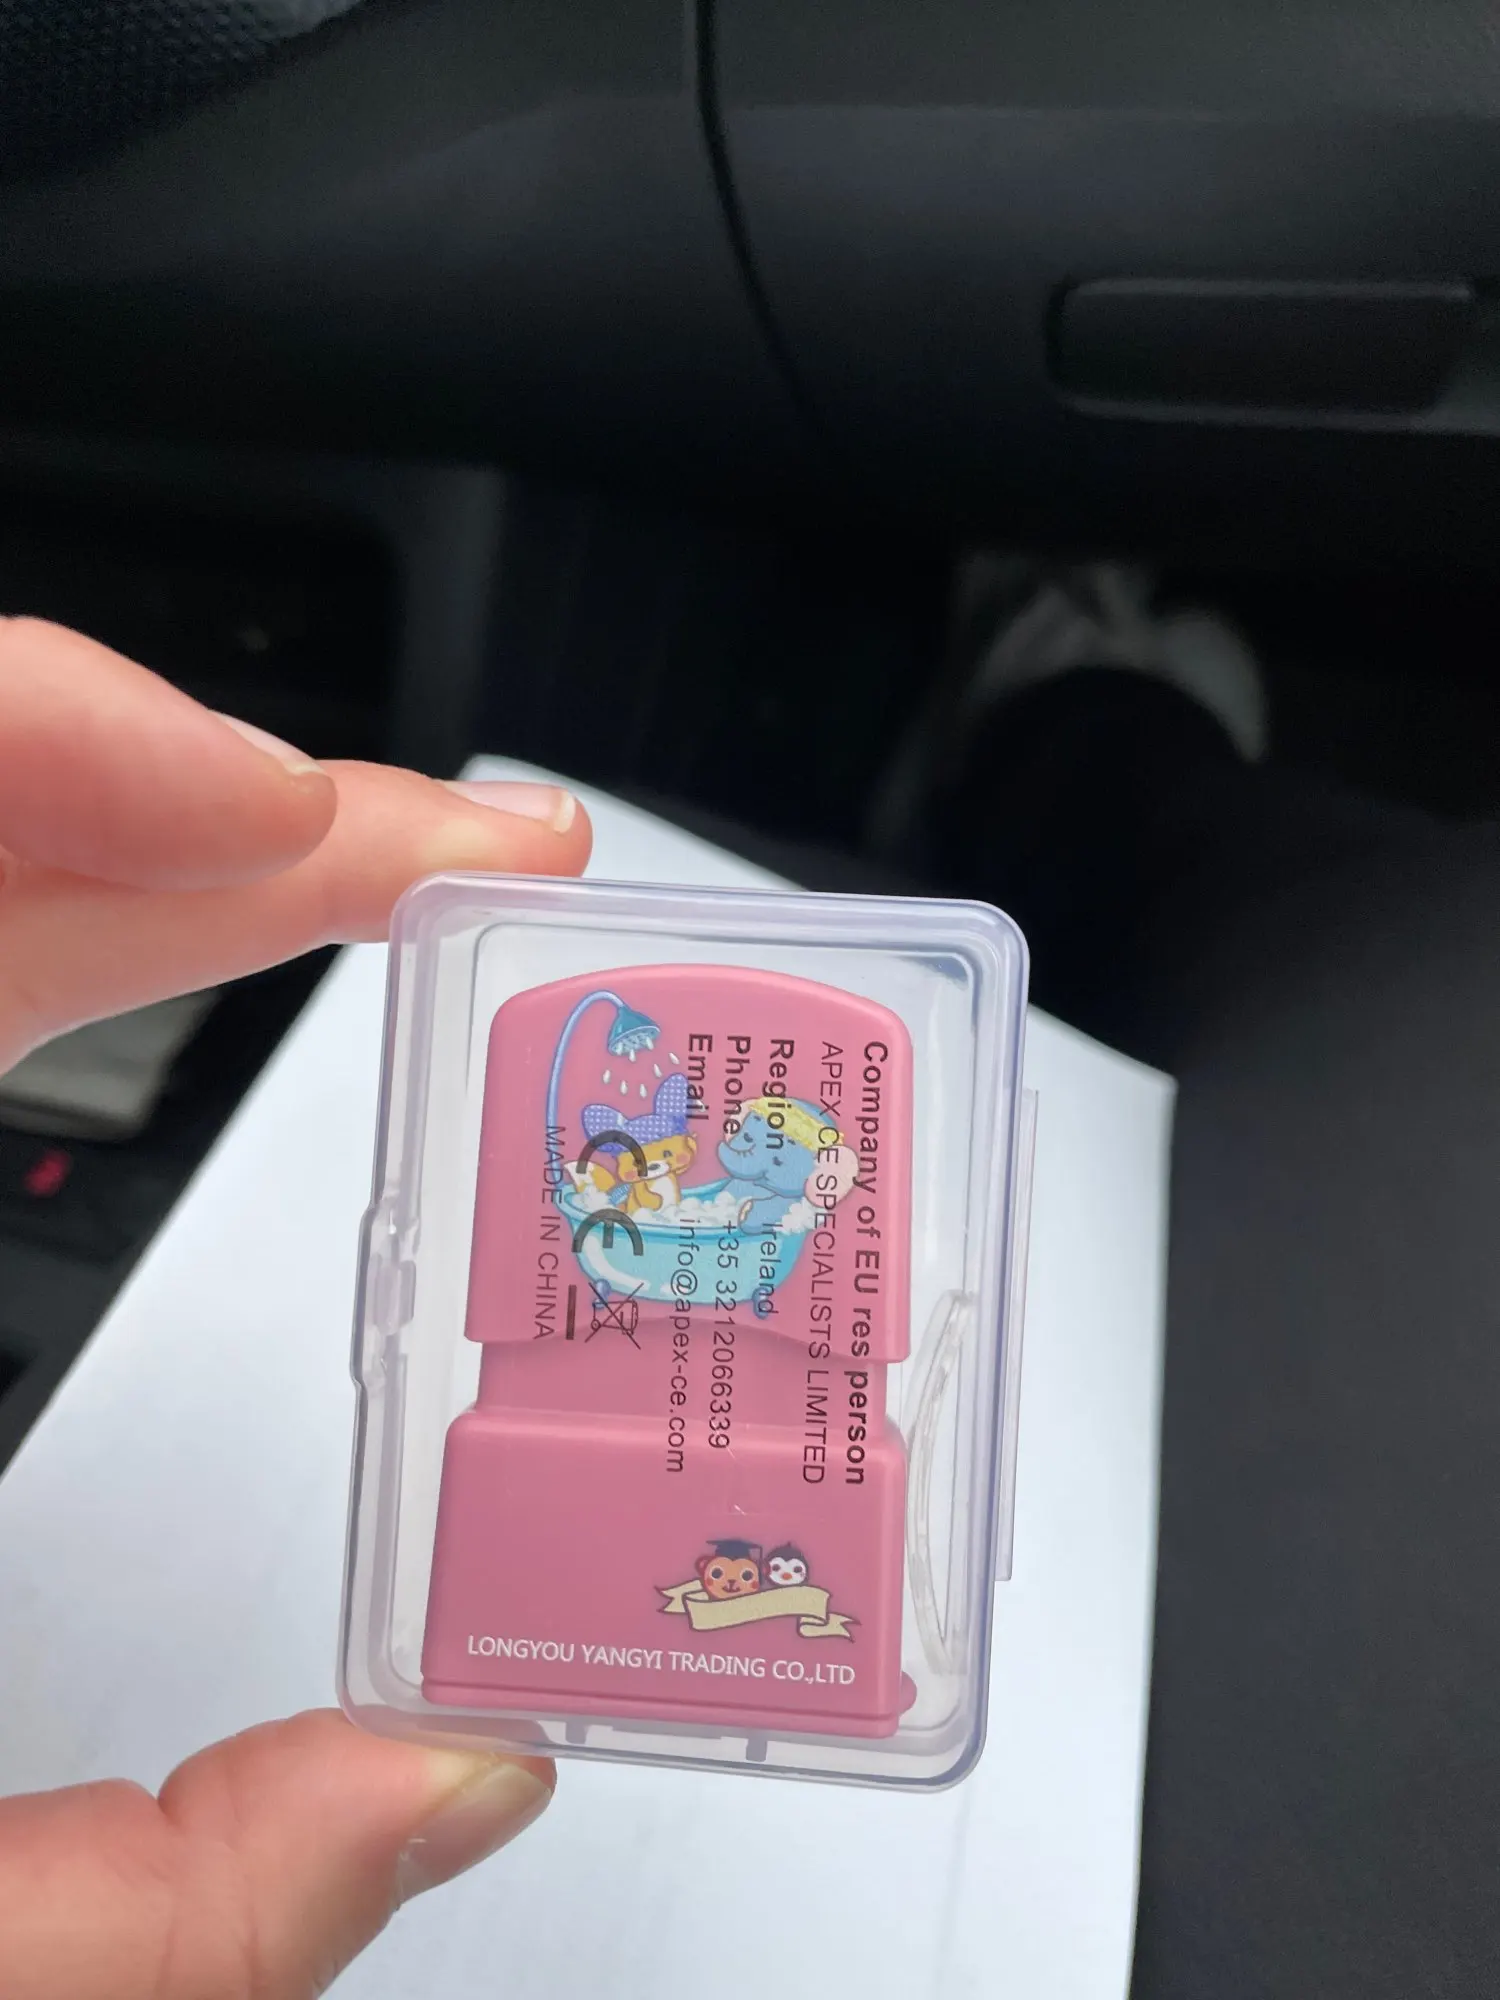 Company of EU res person
APEX CE SPECIALISTS LIMITED
Region Ireland
Phone +35 3212066339
Email info@apex-ce.com
CE
MADE IN CHINA
LONGYOU YANGYI TRADING CO.,LTD